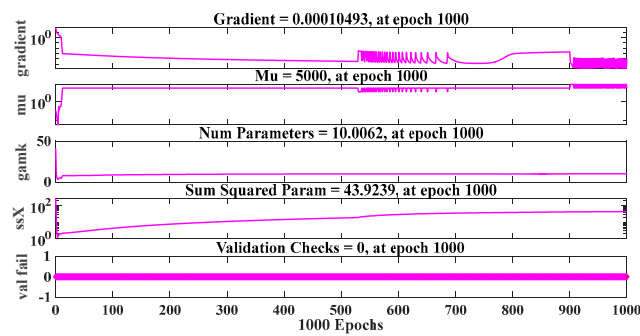 Gradient = 0.00010493, at epoch 1000
gradient
10^0
Mu = 5000, at epoch 1000
mu
10^0
Num Parameters = 10.0062, at epoch 1000
gamk
50
0
Sum Squared Param = 43.9239, at epoch 1000
ssX
10^2
10^0
Validation Checks = 0, at epoch 1000
val fail
1
0
-1
0 100 200 300 400 500 600 700 800 900 1000
1000 Epochs